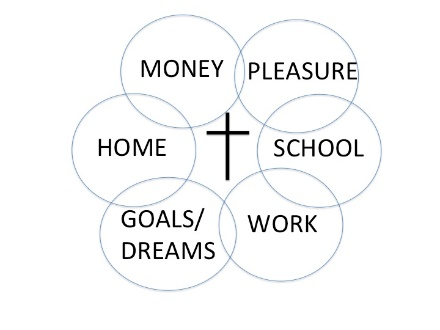 MONEY
PLEASURE
HOME
SCHOOL
GOALS/
DREAMS
WORK